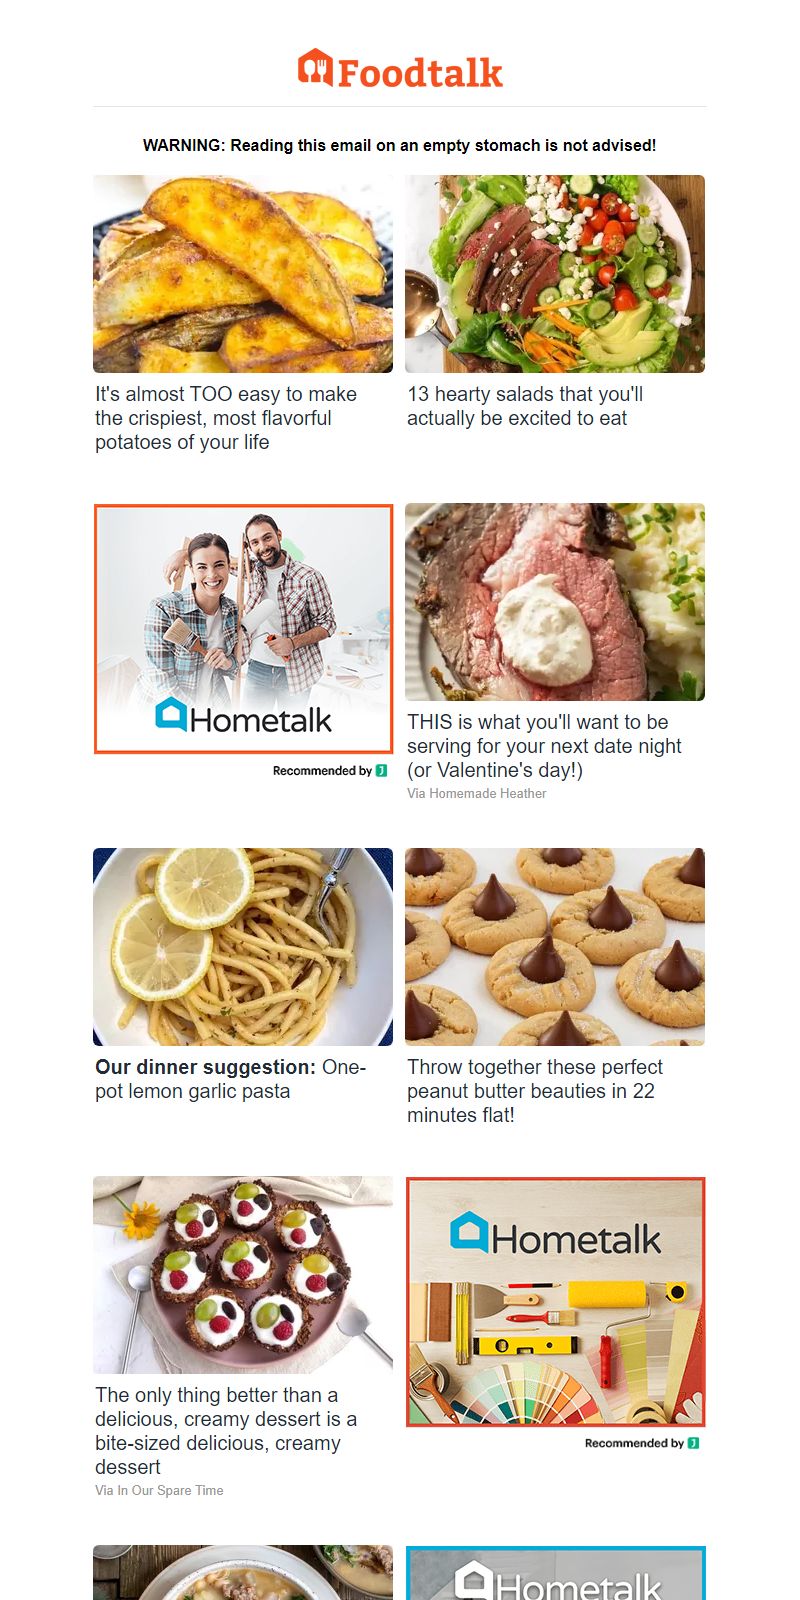 Foodtalk
WARNING: Reading this email on an empty stomach is not advised!
It's almost TOO easy to make
the crispiest, most flavorful
potatoes of your life
13 hearty salads that you'll
actually be excited to eat
Hometalk
Recommended by J
THIS is what you'll want to be
serving for your next date night
(or Valentine's day!)
Via Homemade Heather
Our dinner suggestion: One-
pot lemon garlic pasta
Throw together these perfect
peanut butter beauties in 22
minutes flat!
The only thing better than a
delicious, creamy dessert is a
bite-sized delicious, creamy
dessert
Via In Our Spare Time
Hometalk
Recommended by J
Hometalk